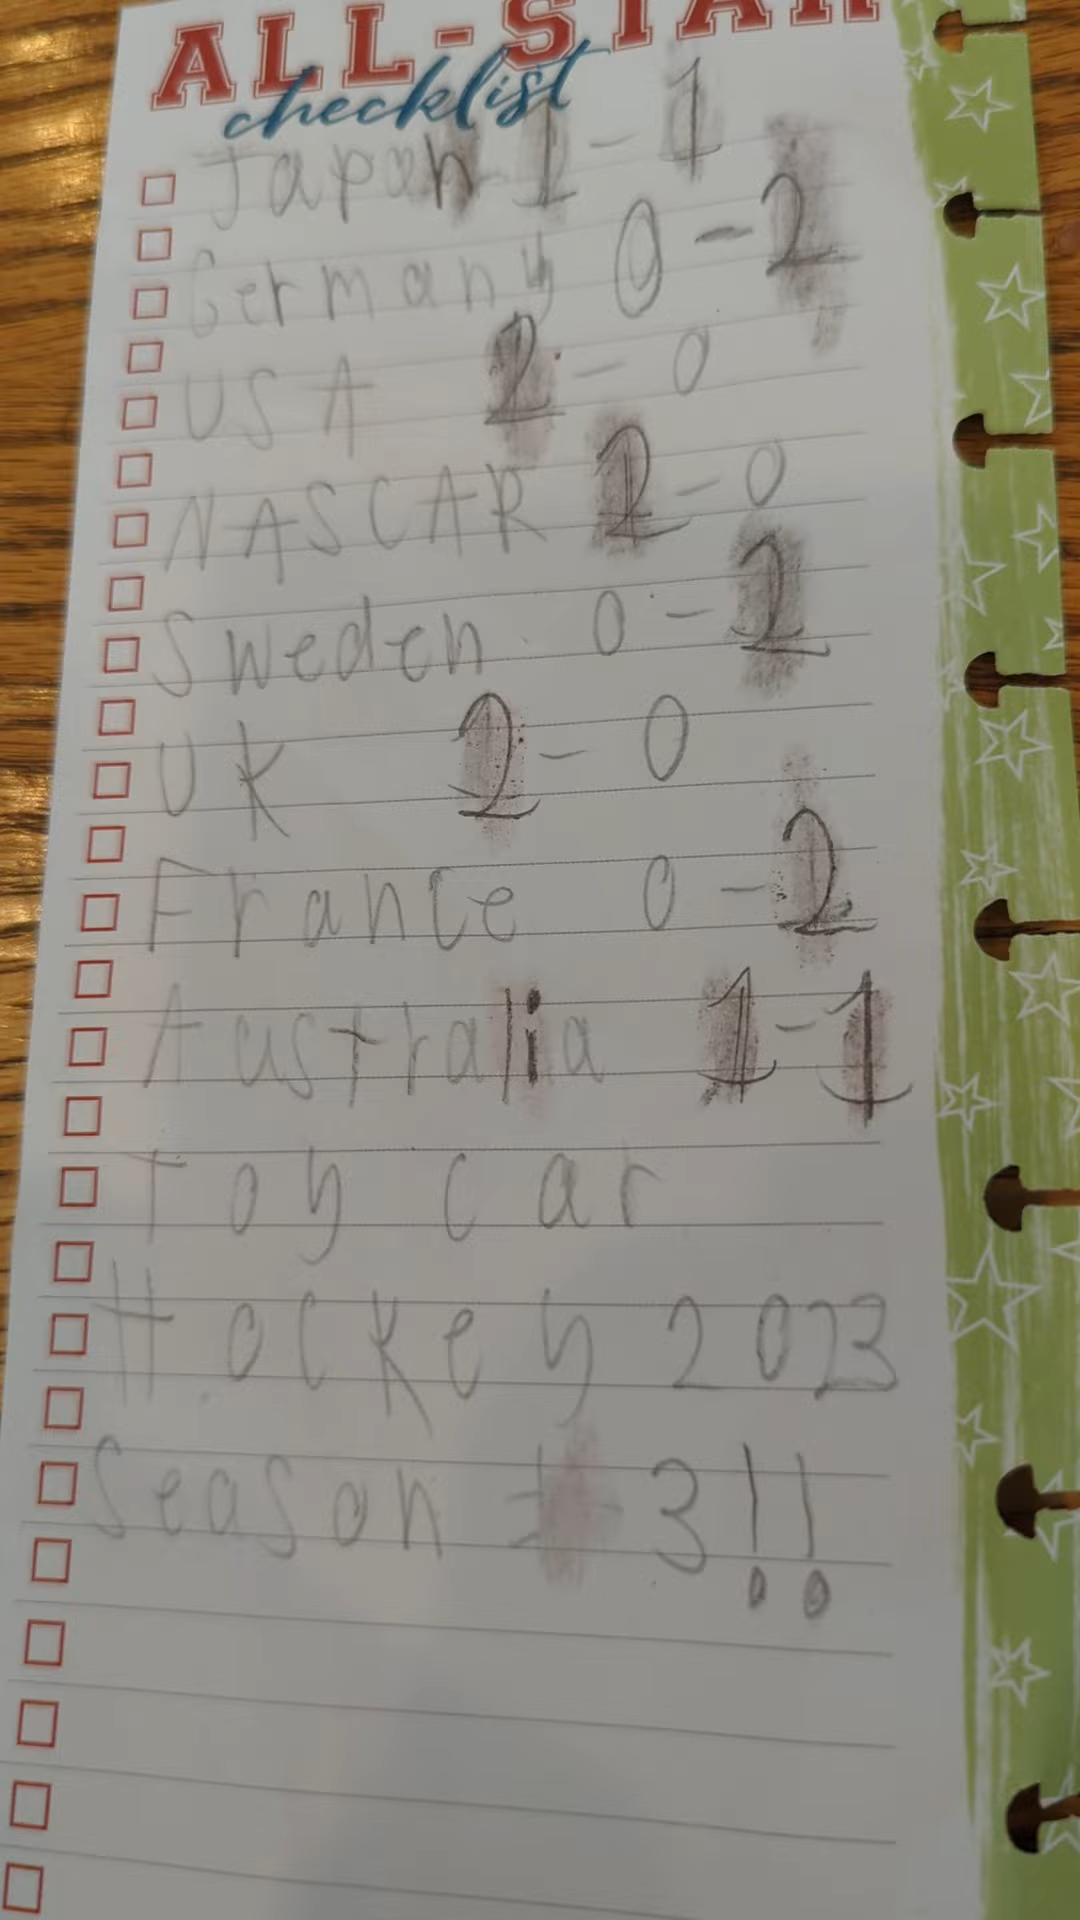 ALL-STAR
checklist
Japan 1 - 1
Germany 0 - 2
USA 2 - 0
NASCAR 2 - 0
Sweden 0 - 2
UK 2 - 0
France 0 - 2
Australia 1 - 1
Toy car
Hockey 2023
Season 3!!